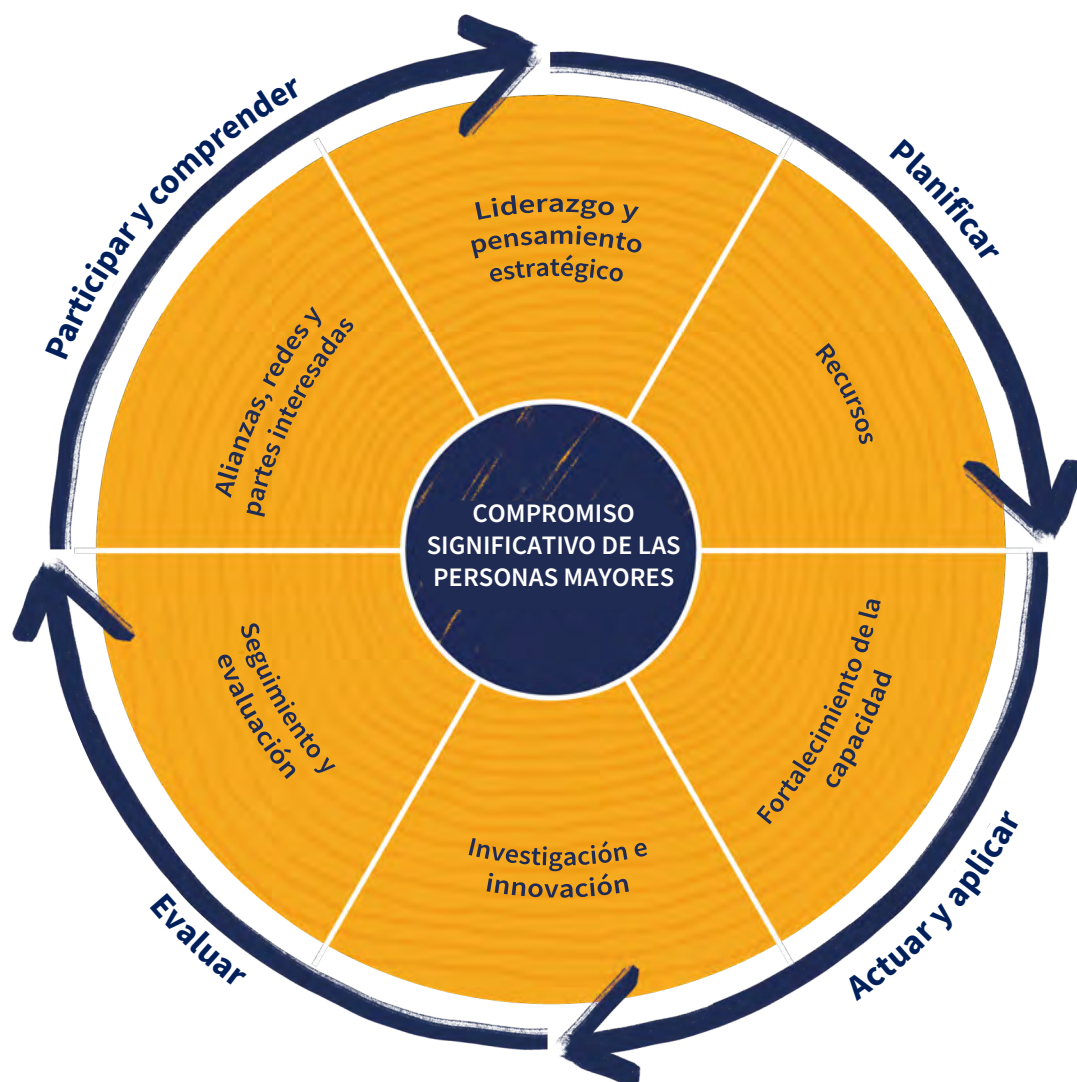 Participar y comprender
Planificar
Liderazgo y
pensamiento
estratégico
Alianzas, redes y
partes interesadas
Recursos
COMPROMISO
SIGNIFICATIVO DE LAS
PERSONAS MAYORES
Seguimiento y
evaluación
Fortalecimiento de la
capacidad
Investigación e
innovación
Evaluar
Actuar y aplicar